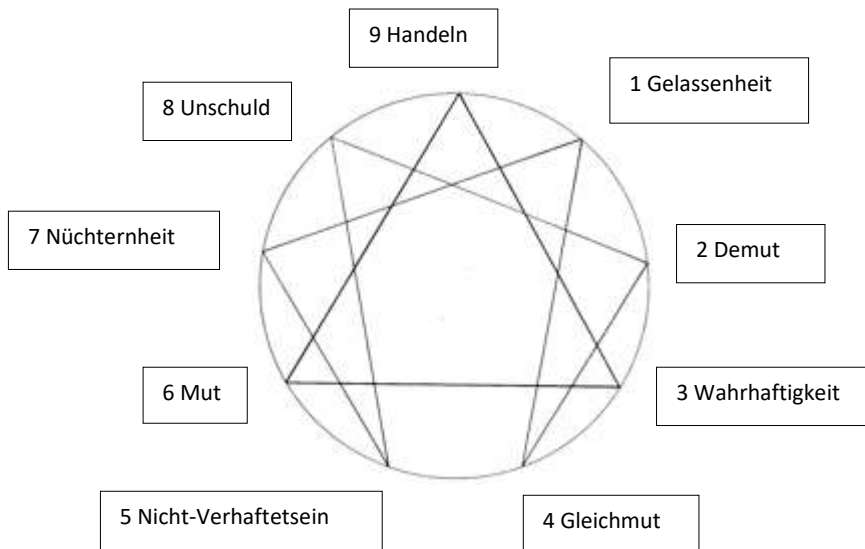 9 Handeln
1 Gelassenheit
8 Unschuld
7 Nüchternheit
2 Demut
6 Mut
3 Wahrhaftigkeit
5 Nicht-Verhaftetsein
4 Gleichmut